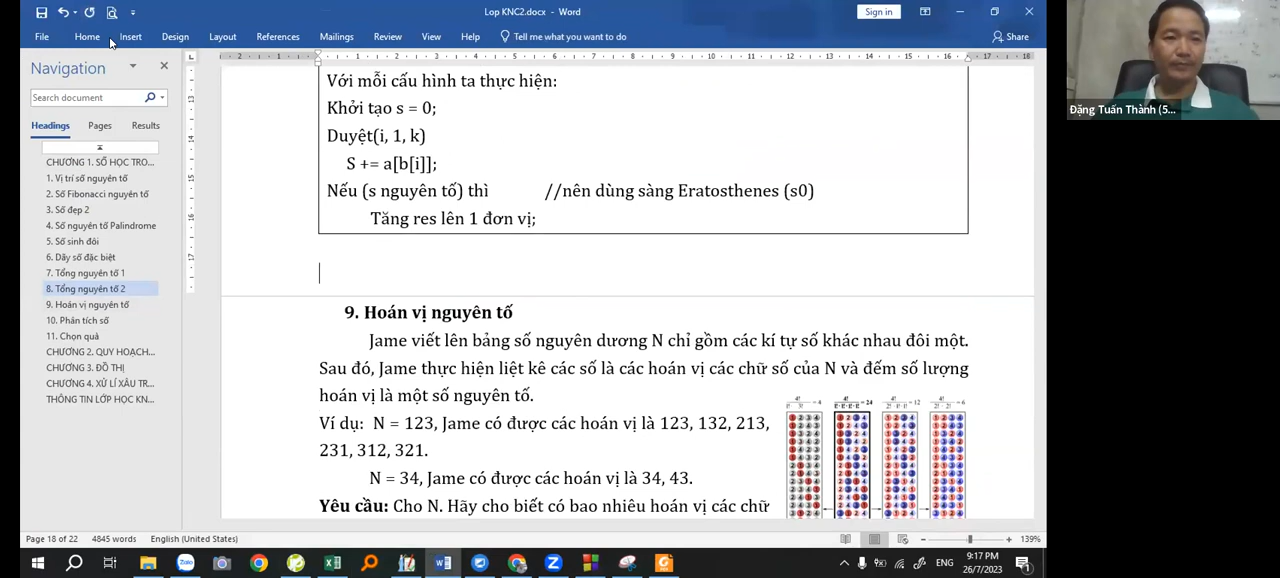 Lop KNC2.docx - Word
Sign in
File Home Insert Design Layout References Mailings Review View Help Tell me what you want to do Share
Navigation
Search document
Headings Pages Results
CHƯƠNG 1. SỐ HỌC TRO...
1. Vị trí số nguyên tố
2. Số Fibonacci nguyên tố
3. Số đẹp 2
4. Số nguyên tố Palindrome
5. Số sinh đôi
6. Dãy số đặc biệt
7. Tổng nguyên tố 1
8. Tổng nguyên tố 2
9. Hoán vị nguyên tố
10. Phân tích số
11. Chọn quà
CHƯƠNG 2. QUY HOẠCH...
CHƯƠNG 3. ĐỒ THỊ
CHƯƠNG 4. XỬ LÍ XÂU TR...
THÔNG TIN LỚP HỌC KN...
Với mỗi cấu hình ta thực hiện:
Khởi tạo s = 0;
Duyệt(i, 1, k)
S += a[b[i]];
Nếu (s nguyên tố) thì //nên dùng sàng Eratosthenes (s0)
Tăng res lên 1 đơn vị;
9. Hoán vị nguyên tố
Jame viết lên bảng số nguyên dương N chỉ gồm các kí tự số khác nhau đôi một.
Sau đó, Jame thực hiện liệt kê các số là các hoán vị các chữ số của N và đếm số lượng
hoán vị là một số nguyên tố.
Ví dụ: N = 123, Jame có được các hoán vị là 123, 132, 213,
231, 312, 321.
N = 34, Jame có được các hoán vị là 34, 43.
Yêu cầu: Cho N. Hãy cho biết có bao nhiêu hoán vị các chữ
Đặng Tuấn Thành (5...
Page 18 of 22 4845 words English (United States)
139%
ENG
9:17 PM
26/7/2023